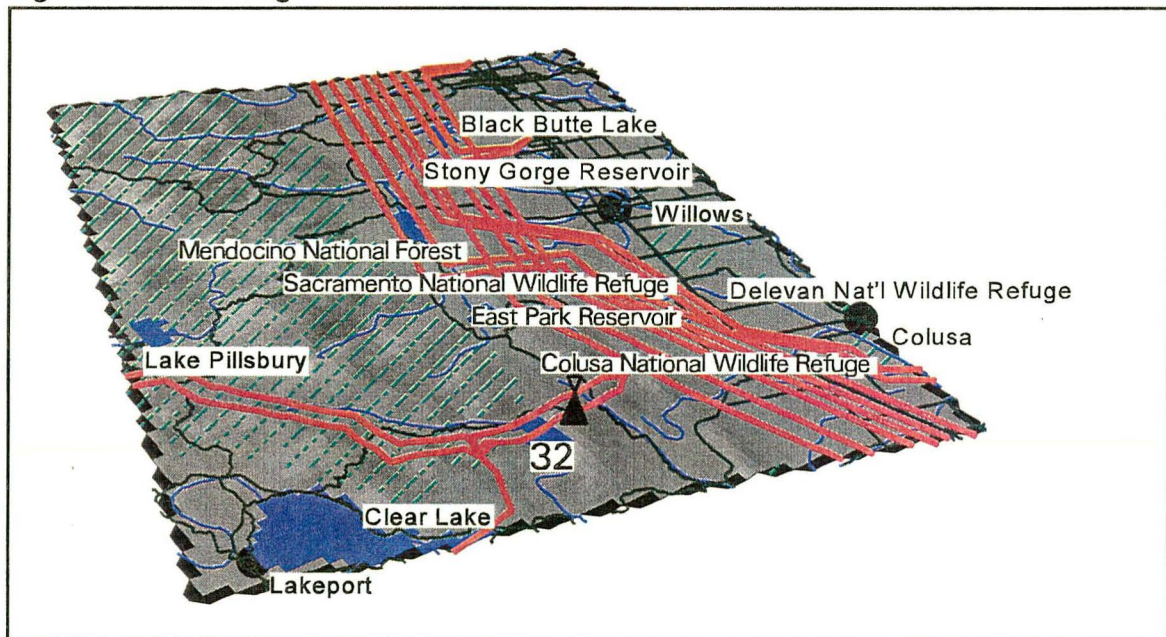 Black Butte Lake
Stony Gorge Reservoir
Willows
Mendocino National Forest
Sacramento National Wildlife Refuge
Delevan Nat'l Wildlife Refuge
East Park Reservoir
Colusa
Lake Pillsbury
Colusa National Wildlife Refuge
32
Clear Lake
Lakeport